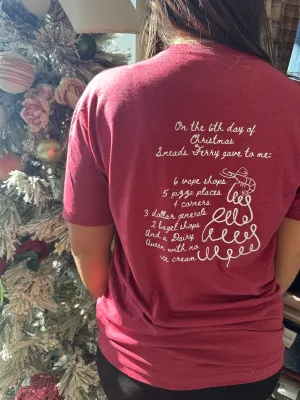 On the 6th day of
Christmas
Sneads Ferry gave to me:
6 vape shops
5 pizza places
4 corners
3 dollar generals
2 bagel shops
And a Dairy
Queen with no
ice cream